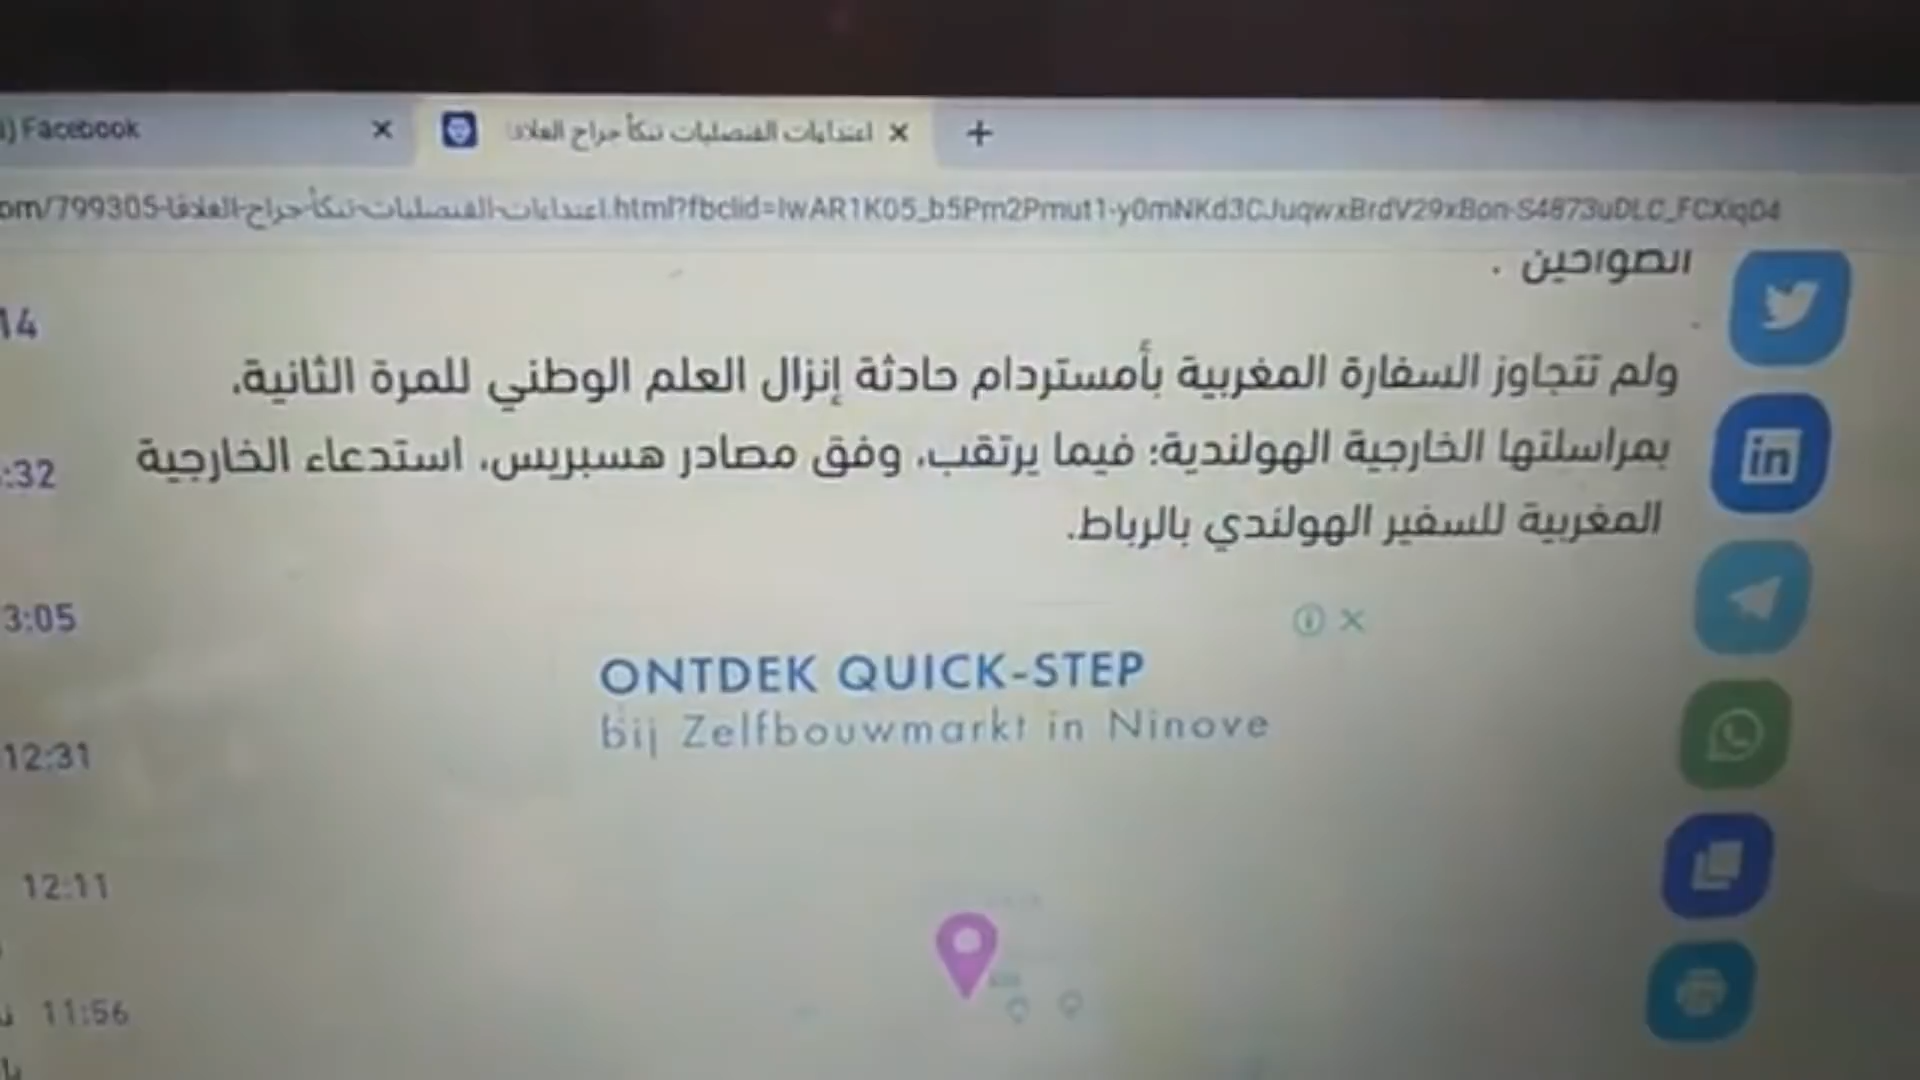 Facebook
اعتداءات القنصليات تنكأ جراح العلاقا
om/799305-اعتداءات-القنصليات-تنكأ-جراح-العلاقا.html?fbclid=IwAR1K05_b5Pm2Pmut1-y0mNKd3CJuqwxBrdV29xBon-S4873uDLC_FCXiqD4
الصواحين .
ولم تتجاوز السفارة المغربية بأمستردام حادثة إنزال العلم الوطني للمرة الثانية،
بمراسلتها الخارجية الهولندية؛ فيما يرتقب، وفق مصادر هسبريس، استدعاء الخارجية
المغربية للسفير الهولندي بالرباط.
14
:32
3:05
12:31
12:11
11:56
ONTDEK QUICK-STEP
bij Zelfbouwmarkt in Ninove
in